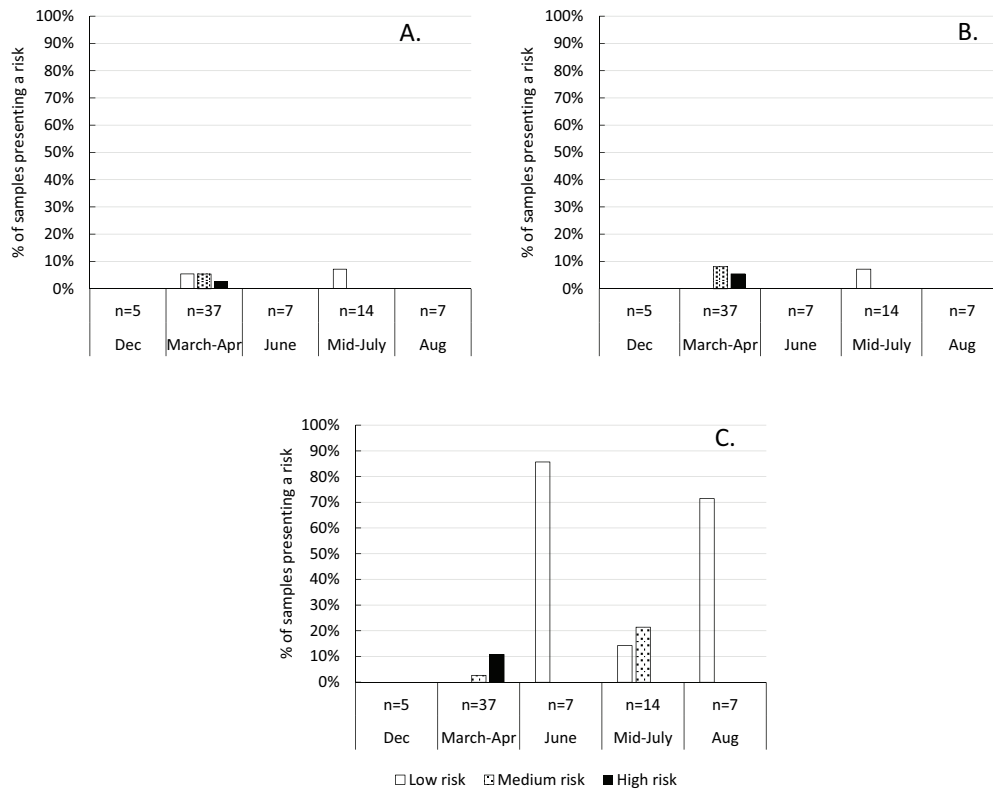 A.
% of samples presenting a risk
100%
90%
80%
70%
60%
50%
40%
30%
20%
10%
0%
n=5 n=37 n=7 n=14 n=7
Dec March-Apr June Mid-July Aug
B.
% of samples presenting a risk
100%
90%
80%
70%
60%
50%
40%
30%
20%
10%
0%
n=5 n=37 n=7 n=14 n=7
Dec March-Apr June Mid-July Aug
C.
% of samples presenting a risk
100%
90%
80%
70%
60%
50%
40%
30%
20%
10%
0%
n=5 n=37 n=7 n=14 n=7
Dec March-Apr June Mid-July Aug
Low risk Medium risk High risk